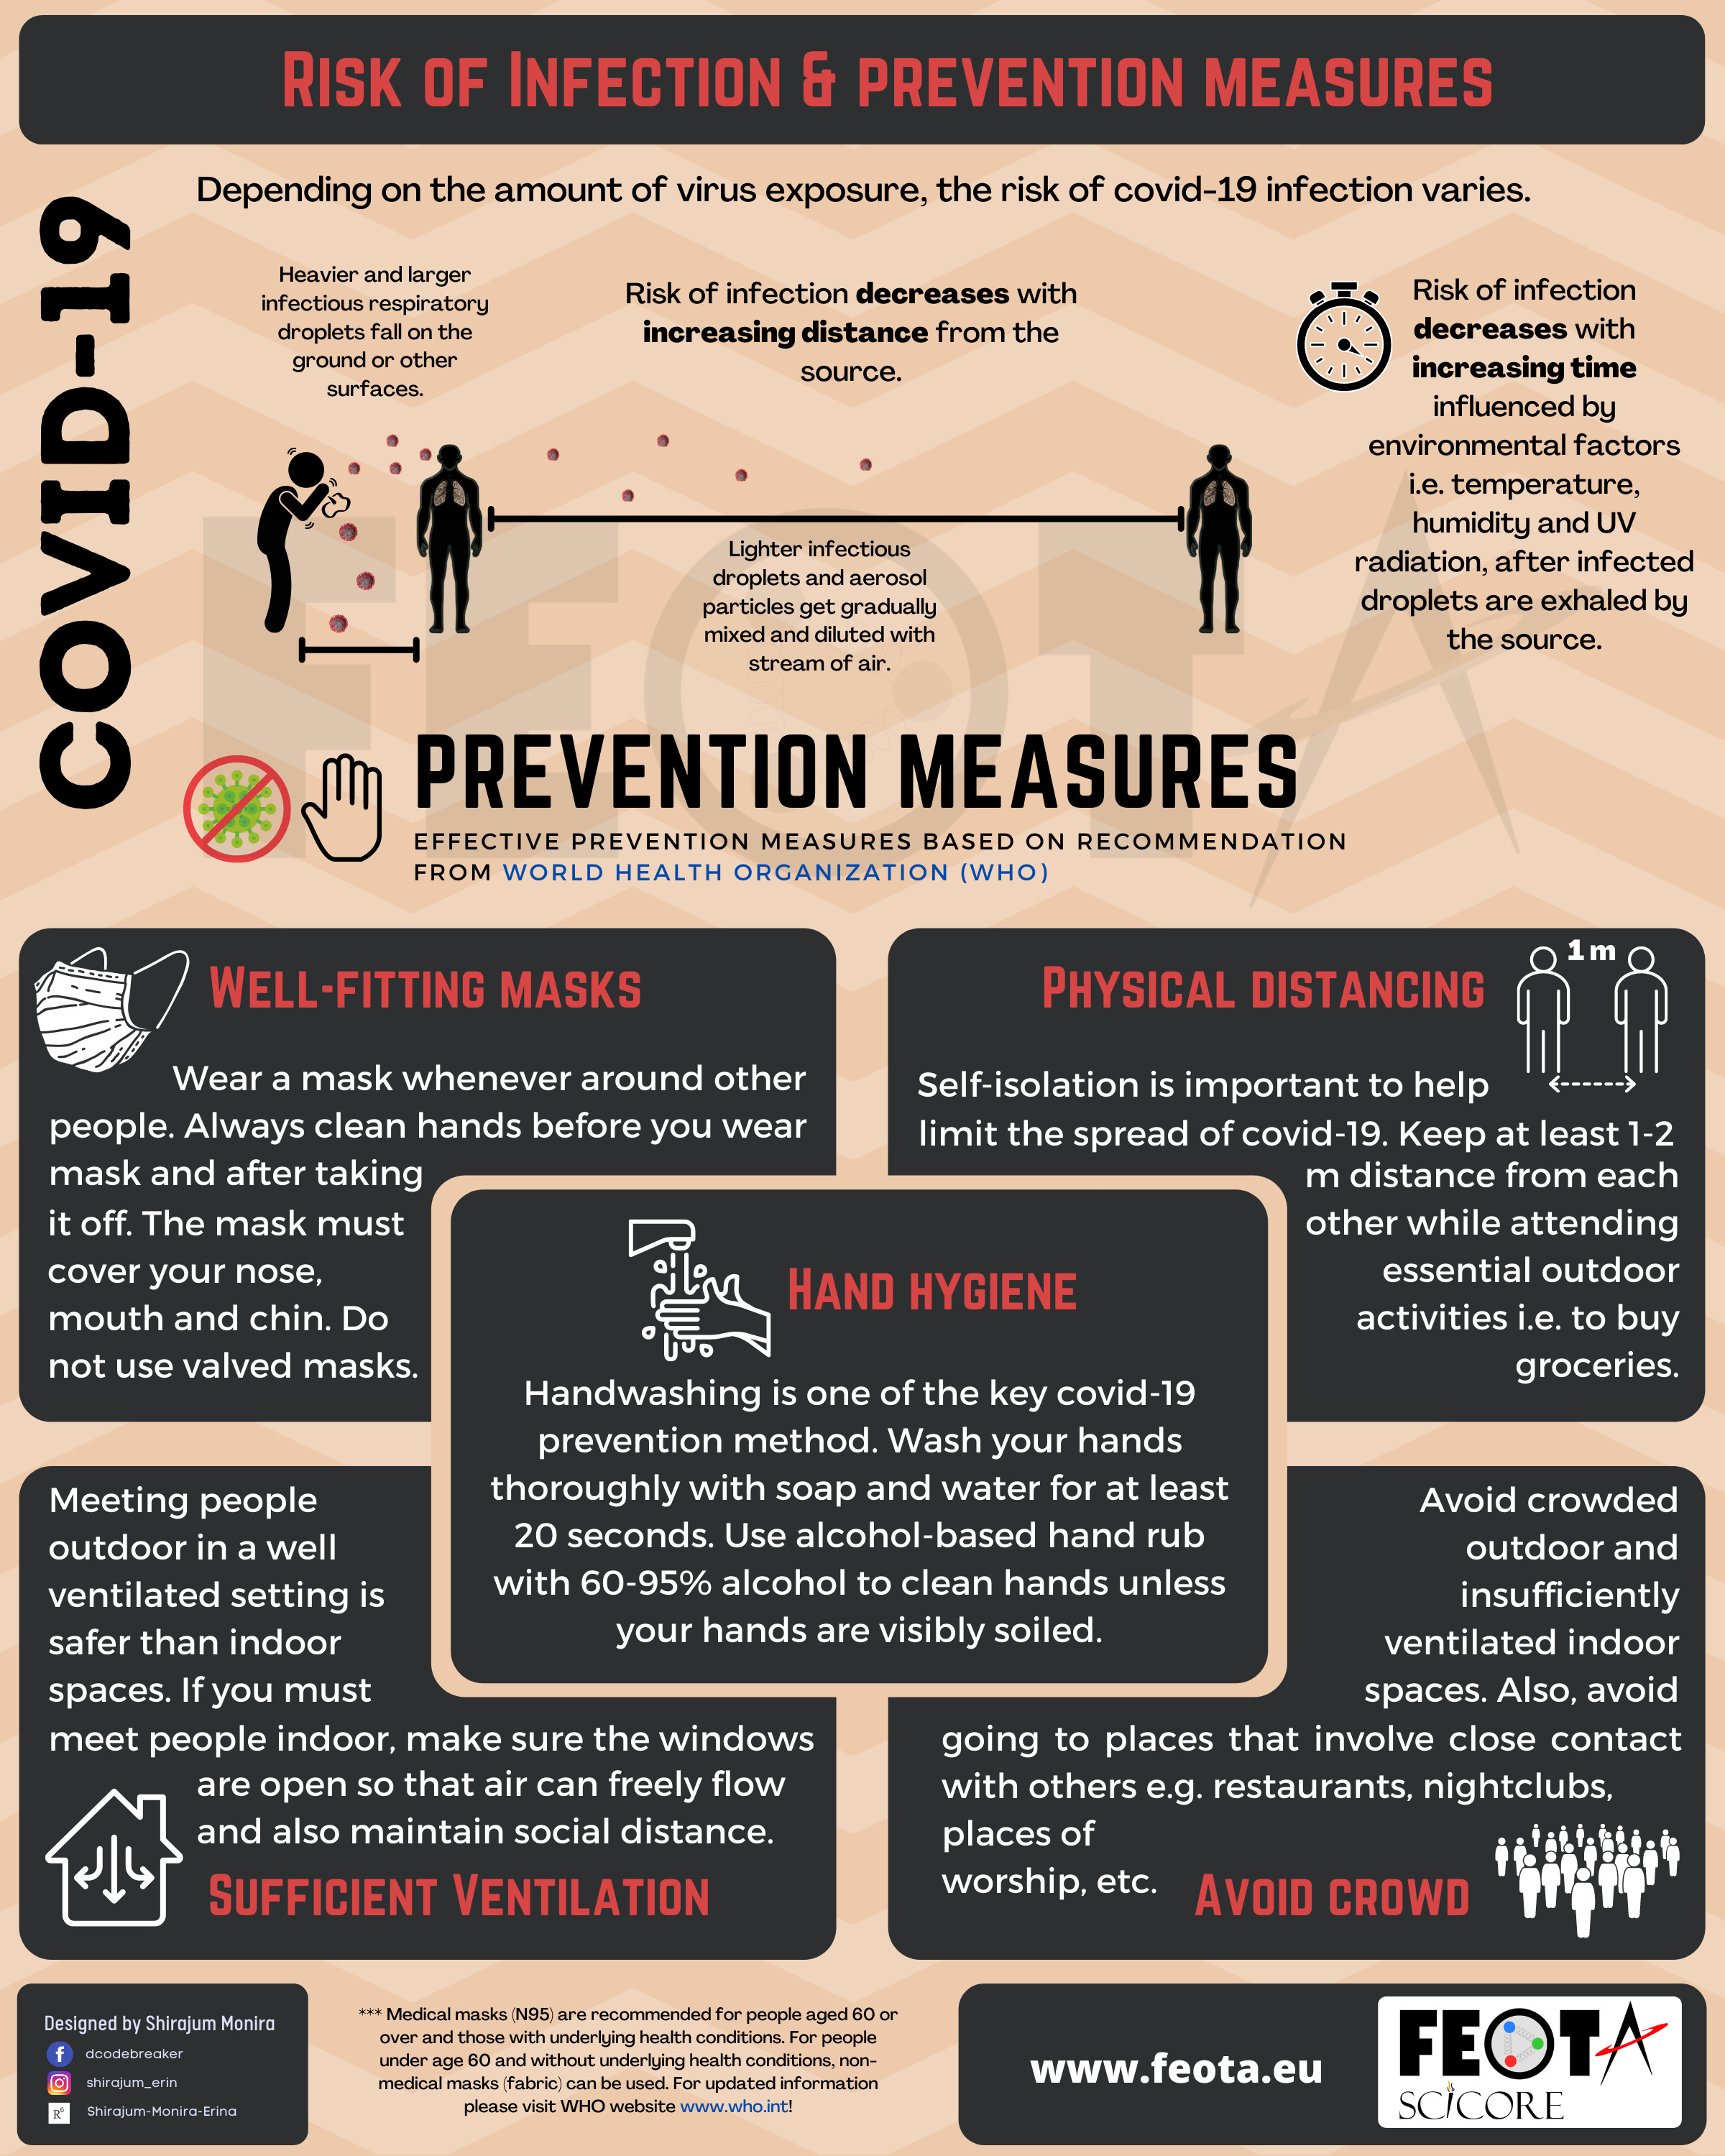 RISK OF INFECTION & PREVENTION MEASURES
COVID-19
Depending on the amount of virus exposure, the risk of covid-19 infection varies.
Heavier and larger
infectious respiratory
droplets fall on the
ground or other
surfaces.
Risk of infection decreases with
increasing distance from the
source.
Risk of infection
decreases with
increasing time
influenced by
environmental factors
i.e. temperature,
humidity and UV
radiation, after infected
droplets are exhaled by
the source.
Lighter infectious
droplets and aerosol
particles get gradually
mixed and diluted with
stream of air.
FEOTA
PREVENTION MEASURES
EFFECTIVE PREVENTION MEASURES BASED ON RECOMMENDATION
FROM WORLD HEALTH ORGANIZATION (WHO)
WELL-FITTING MASKS
Wear a mask whenever around other
people. Always clean hands before you wear
mask and after taking
it off. The mask must
cover your nose,
mouth and chin. Do
not use valved masks.
PHYSICAL DISTANCING
1 m
Self-isolation is important to help
limit the spread of covid-19. Keep at least 1-2
m distance from each
other while attending
essential outdoor
activities i.e. to buy
groceries.
HAND HYGIENE
Handwashing is one of the key covid-19
prevention method. Wash your hands
thoroughly with soap and water for at least
20 seconds. Use alcohol-based hand rub
with 60-95% alcohol to clean hands unless
your hands are visibly soiled.
Meeting people
outdoor in a well
ventilated setting is
safer than indoor
spaces. If you must
meet people indoor, make sure the windows
are open so that air can freely flow
and also maintain social distance.
SUFFICIENT VENTILATION
Avoid crowded
outdoor and
insufficiently
ventilated indoor
spaces. Also, avoid
going to places that involve close contact
with others e.g. restaurants, nightclubs,
places of
worship, etc.
AVOID CROWD
Designed by Shirajum Monira
dcodebreaker
shirajum_erin
RG
Shirajum-Monira-Erina
*** Medical masks (N95) are recommended for people aged 60 or
over and those with underlying health conditions. For people
under age 60 and without underlying health conditions, non-
medical masks (fabric) can be used. For updated information
please visit WHO website www.who.int!
www.feota.eu
FEOTA
SCiCORE